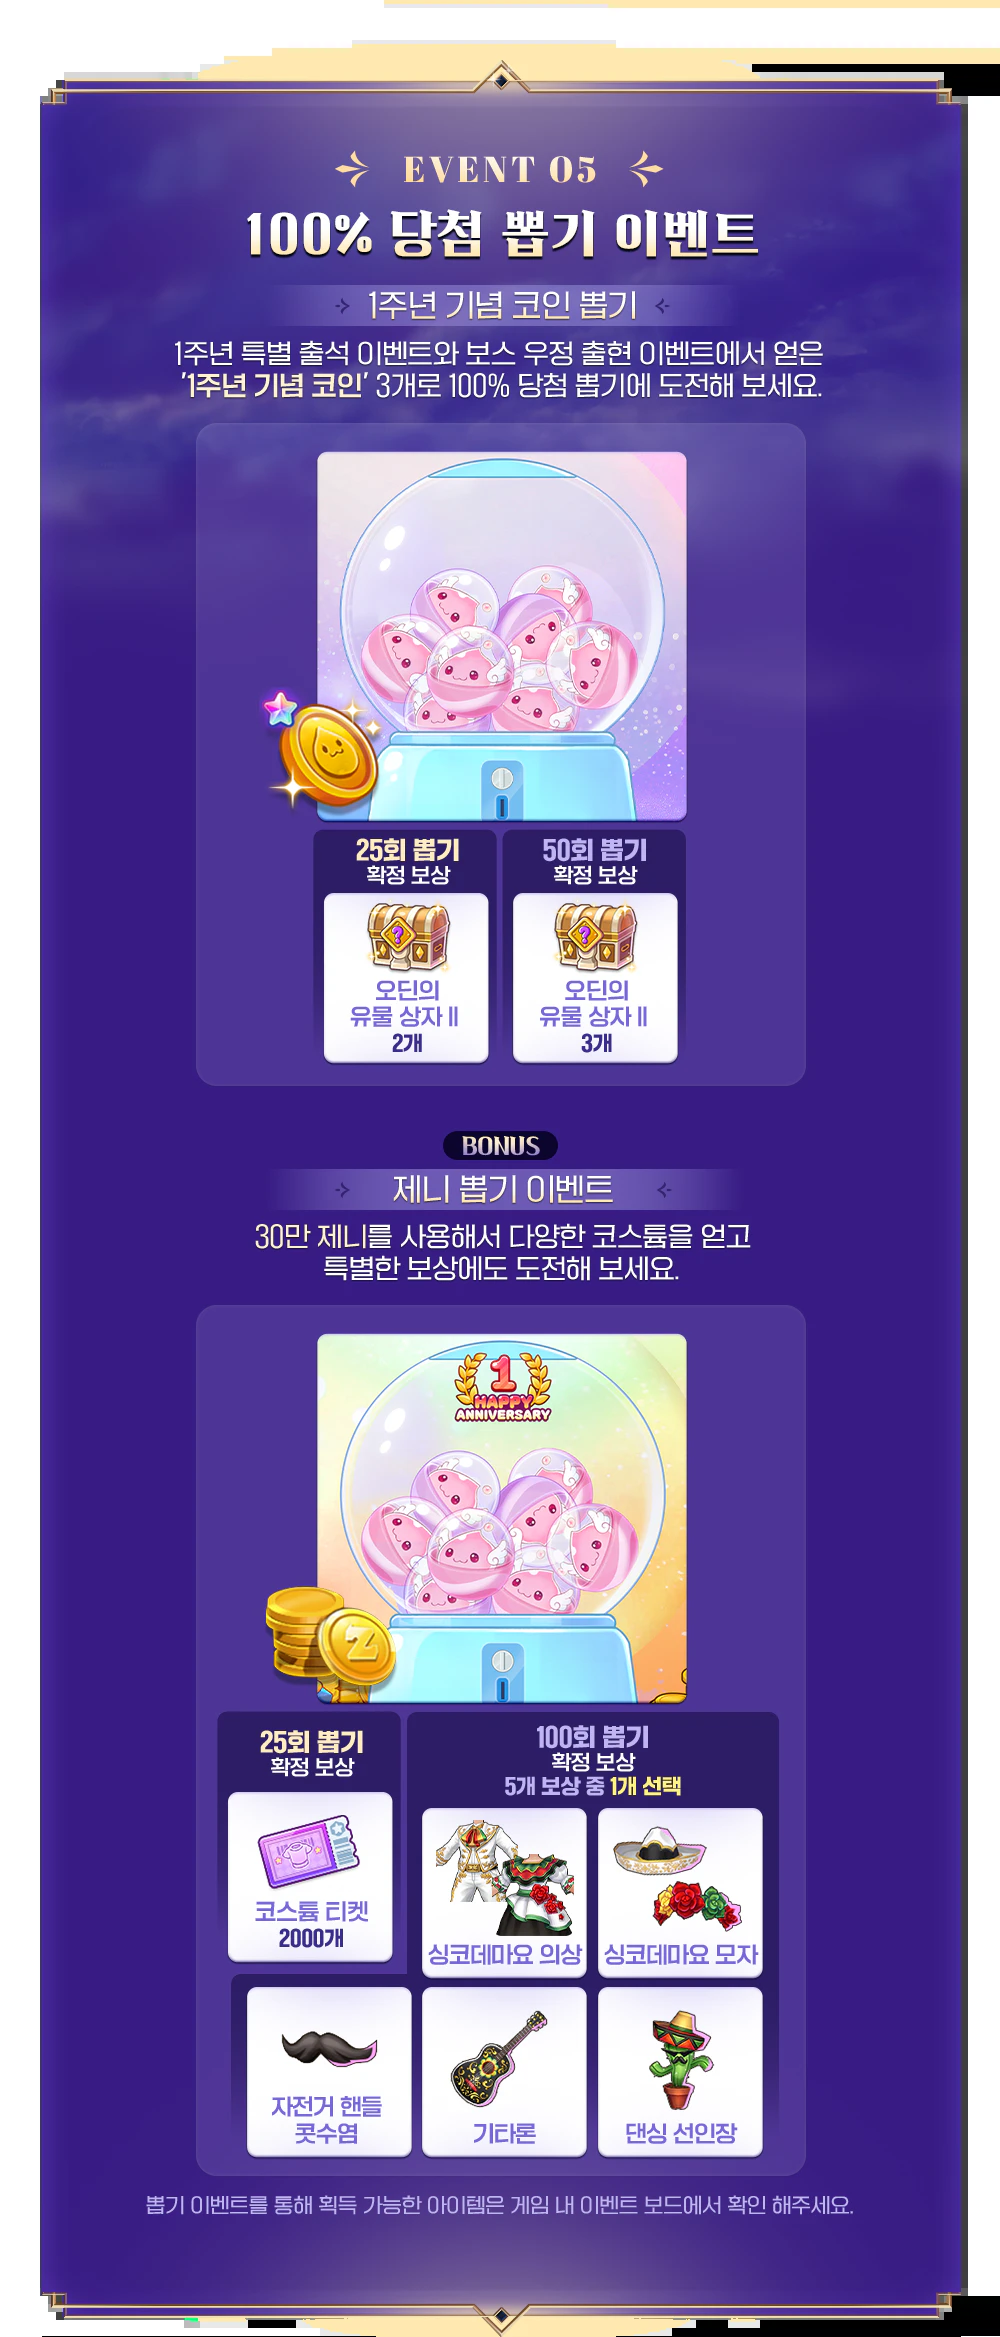 EVENT 05
100% 당첨 뽑기 이벤트
1주년 기념 코인 뽑기
1주년 특별 출석 이벤트와 보스 우정 출현 이벤트에서 얻은
'1주년 기념 코인' 3개로 100% 당첨 뽑기에 도전해 보세요.
25회 뽑기
확정 보상
오딘의
유물 상자 II
2개
50회 뽑기
확정 보상
오딘의
유물 상자 II
3개
BONUS
제니 뽑기 이벤트
30만 제니를 사용해서 다양한 코스튬을 얻고
특별한 보상에도 도전해 보세요.
1
HAPPY
ANNIVERSARY
Z
25회 뽑기
확정 보상
코스튬 티켓
2000개
100회 뽑기
확정 보상
5개 보상 중 1개 선택
싱코데마요 의상
싱코데마요 모자
자전거 핸들
콧수염
기타론
댄싱 선인장
뽑기 이벤트를 통해 획득 가능한 아이템은 게임 내 이벤트 보드에서 확인 해주세요.